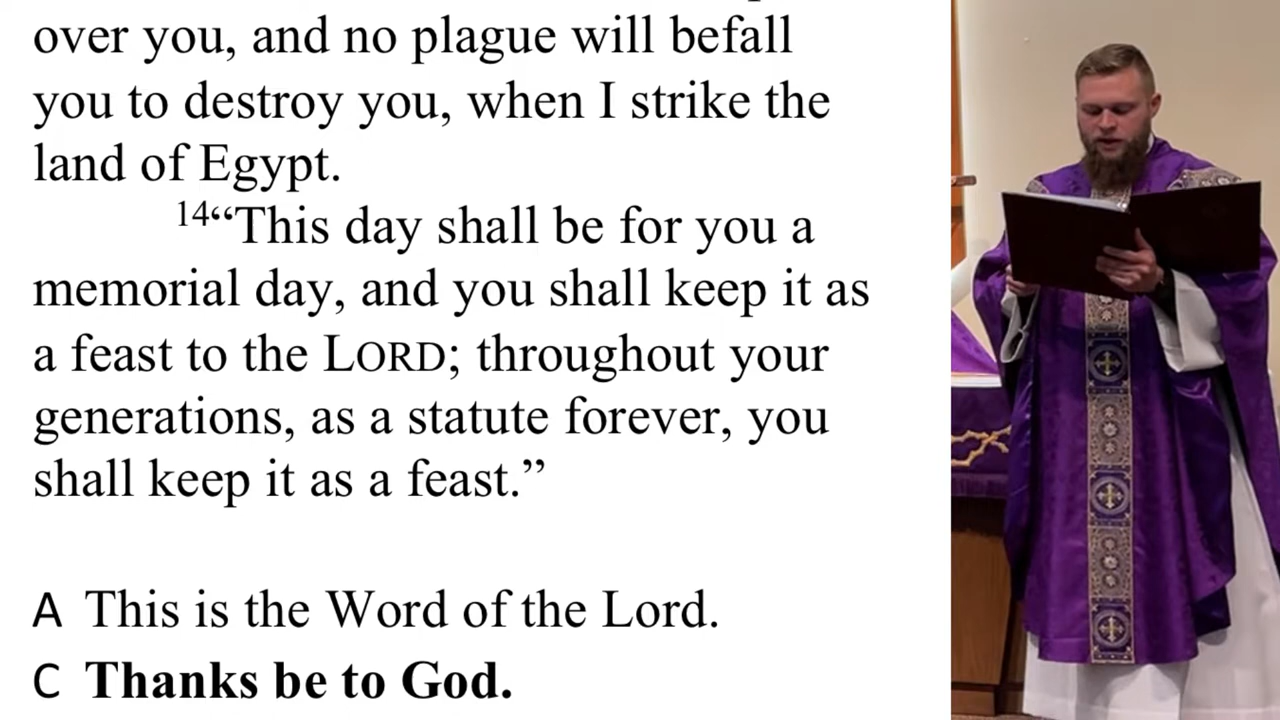 over you, and no plague will befall
you to destroy you, when I strike the
land of Egypt.
14“This day shall be for you a
memorial day, and you shall keep it as
a feast to the LORD; throughout your
generations, as a statute forever, you
shall keep it as a feast.”
A This is the Word of the Lord.
C Thanks be to God.